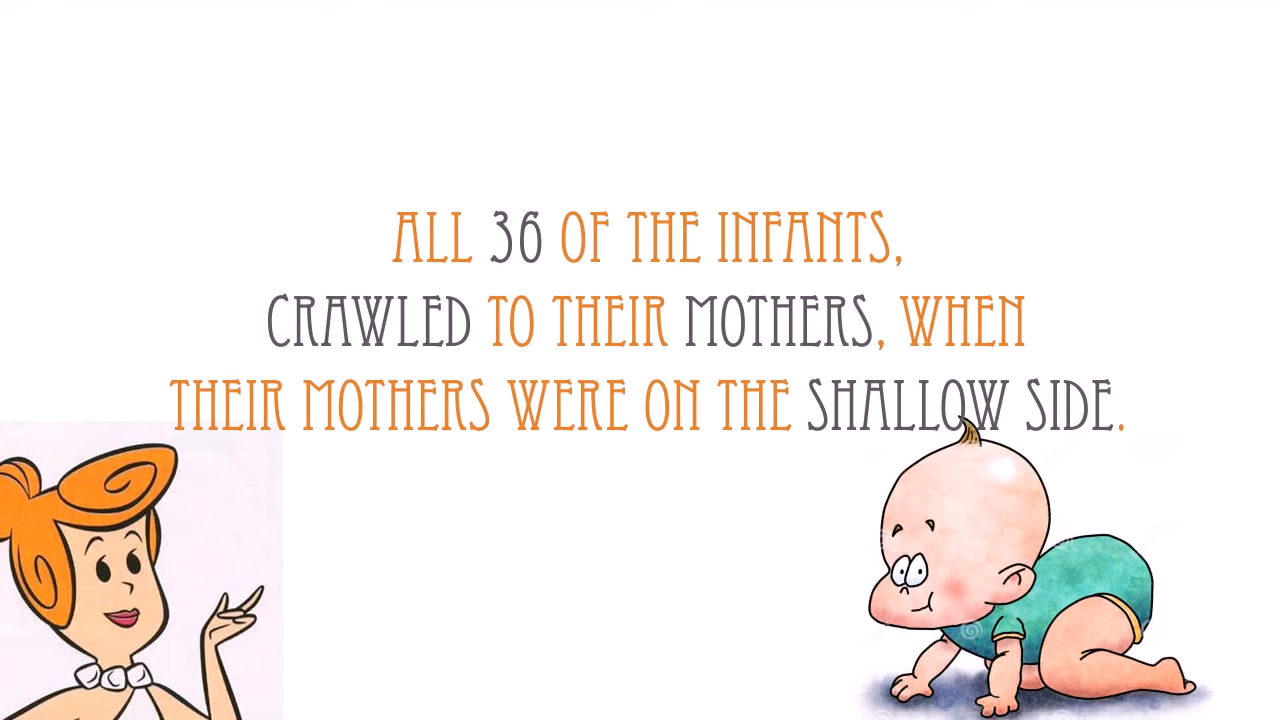 ALL 36 OF THE INFANTS,
CRAWLED TO THEIR MOTHERS, WHEN
THEIR MOTHERS WERE ON THE SHALLOW SIDE.